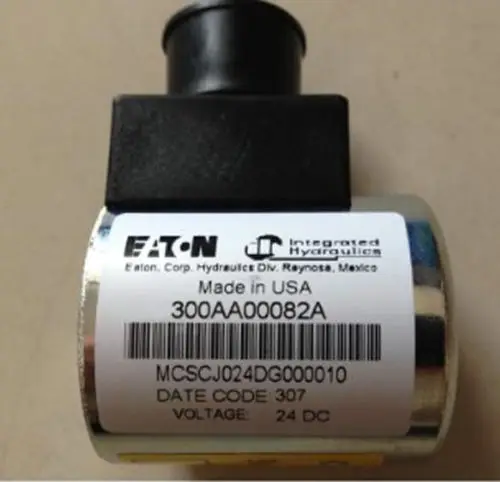 EATON Integrated Hydraulics
Eaton, Corp. Hydraulics Div. Reynosa, Mexico
Made in USA
300AA00082A
MCSCJ024DG000010
DATE CODE: 307
VOLTAGE: 24 DC